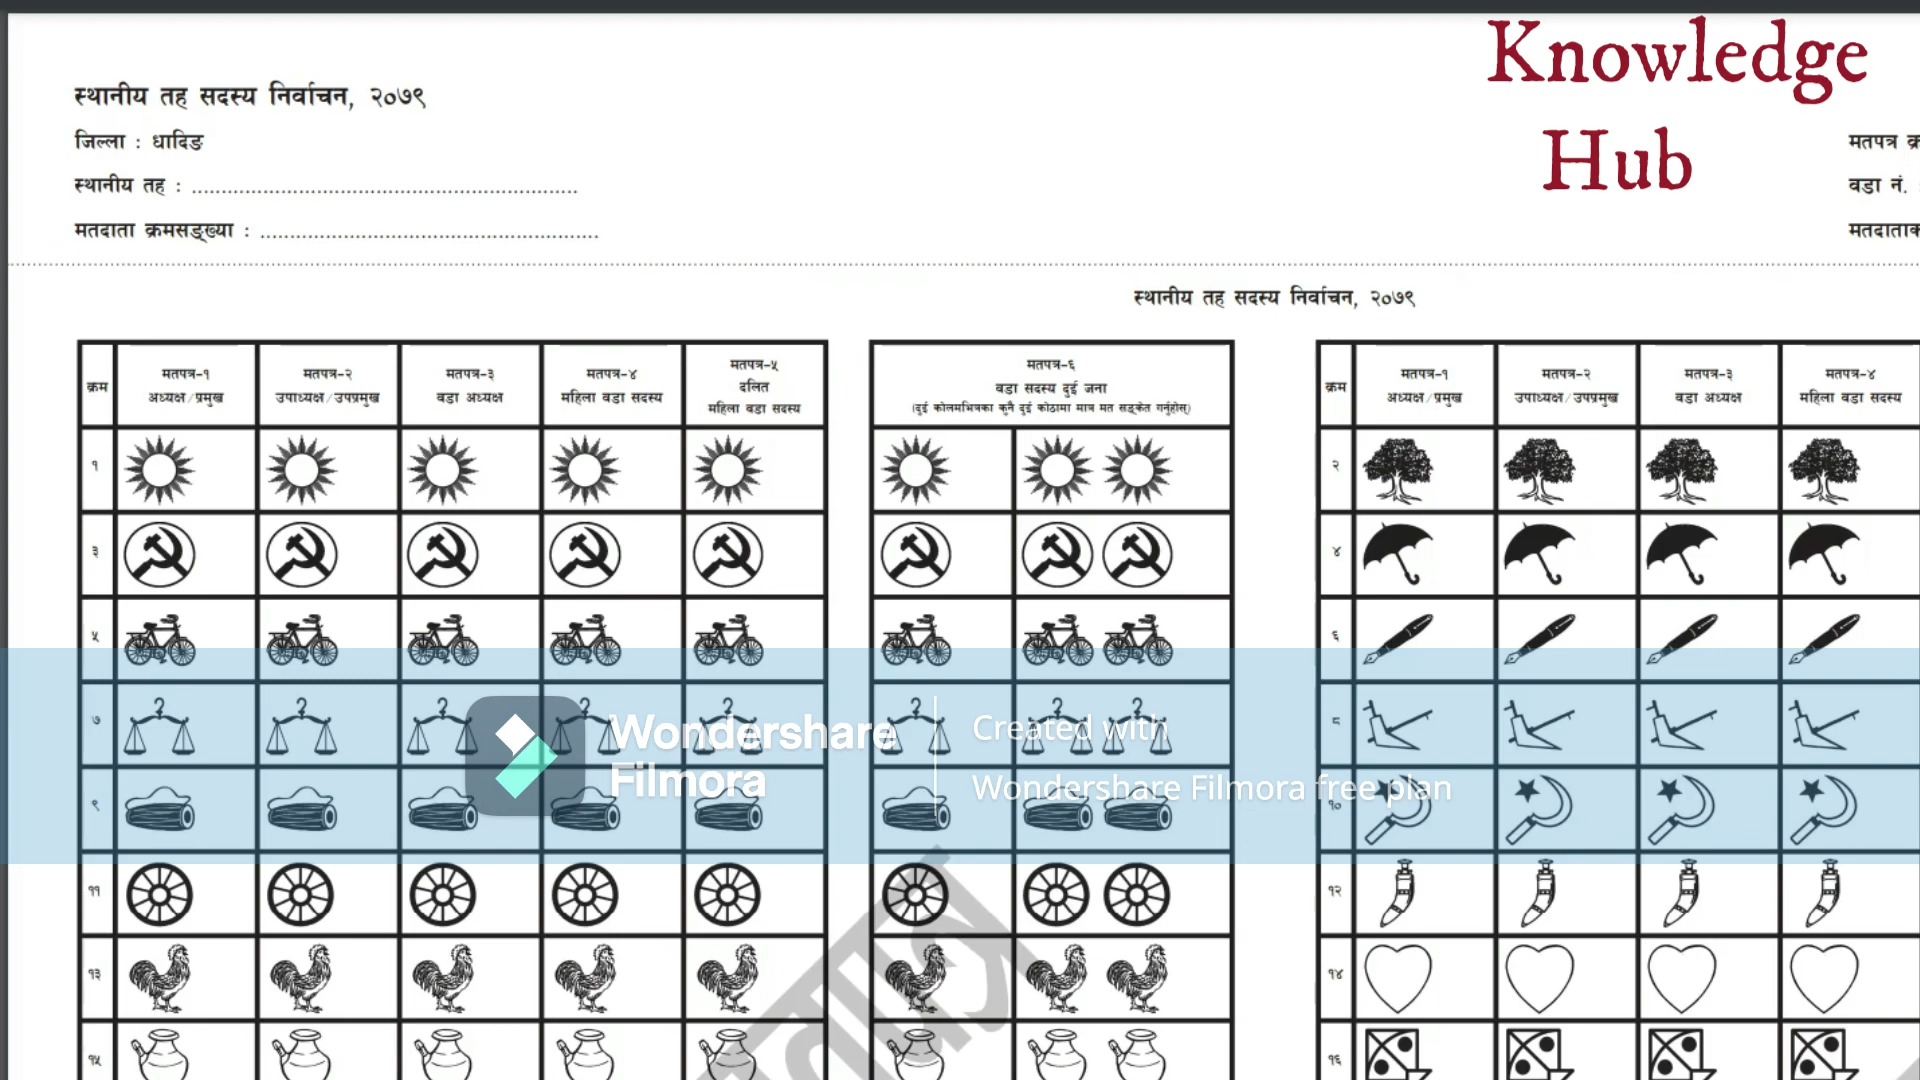 Knowledge
Hub
स्थानीय तह सदस्य निर्वाचन, २०७९
जिल्ला : धादिङ
स्थानीय तह : ................................................................
मतदाता क्रमसङ्ख्या : ........................................................
मतपत्र क्र
वडा नं. :
मतदाताक
स्थानीय तह सदस्य निर्वाचन, २०७९
क्रम
मतपत्र-१
अध्यक्ष/प्रमुख
मतपत्र-२
उपाध्यक्ष/उपप्रमुख
मतपत्र-३
वडा अध्यक्ष
मतपत्र-४
महिला वडा सदस्य
मतपत्र-५
दलित
महिला वडा सदस्य
मतपत्र-६
वडा सदस्य दुई जना
(दुई कोलमभित्रका कुनै दुई कोठामा मात्र मत सङ्केत गर्नुहोस्)
क्रम
मतपत्र-१
अध्यक्ष/प्रमुख
मतपत्र-२
उपाध्यक्ष/उपप्रमुख
मतपत्र-३
वडा अध्यक्ष
मतपत्र-४
महिला वडा सदस्य
१
२
३
४
५
६
७
८
Wondershare
Filmora
Created with
Wondershare Filmora free plan
९
१०
११
१२
१३
१४
१५
१६